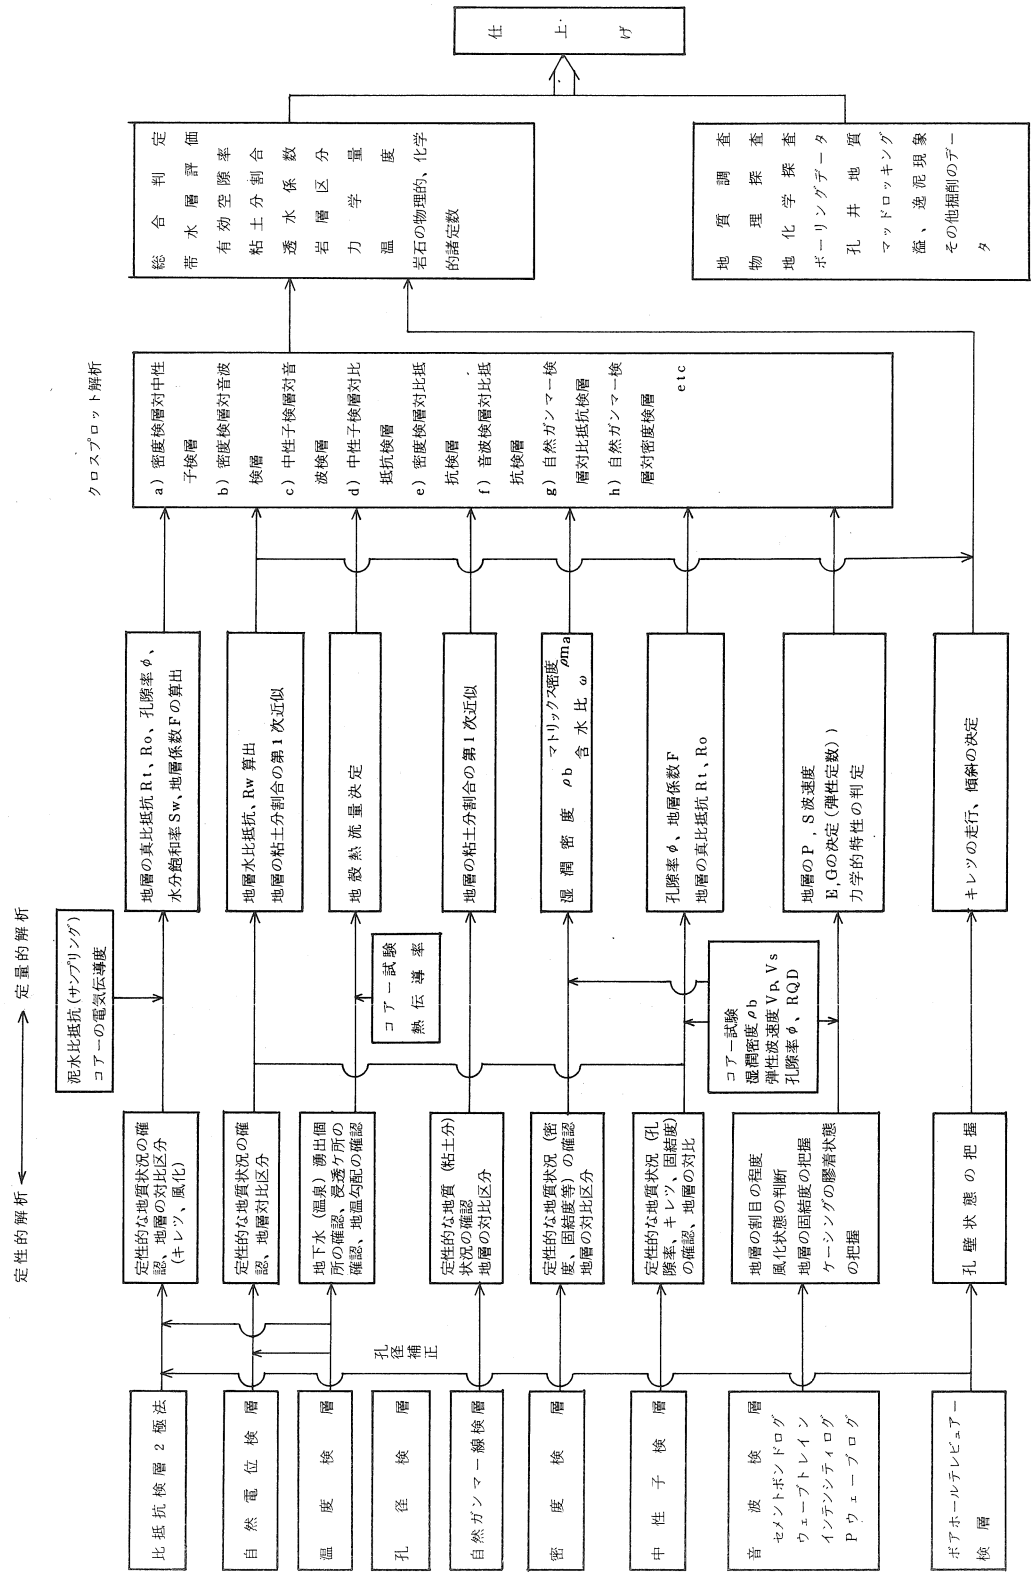 定性的解析 ⟷ 定量的解析
比抵抗検層2極法
自然電位検層
温度検層
孔径検層
自然ガンマー線検層
密度検層
中性子検層
音波検層
セメントボンドログ
ウェーブトレイン
インテンシティログ
Pウェーブログ
ボアホールテレビュアー
検層
孔径補正
定性的な地質状況の確
認、地層の対比区分
(キレツ、風化)
定性的な地質状況の確
認、地層対比区分
地下水(温泉)湧出個
所の確認、浸透ケ所の
確認、地温勾配の確認
定性的な地質(粘土分)
状況の確認
地層の対比区分
定性的な地質状況(密
度、固結度等)の確認
地層の対比区分
定性的な地質状況(孔
隙率、キレツ、固結度)
の確認、地層の対比
地層の割目の程度
風化状態の判断
地層の固結度の把握
ケーシングの膠着状態
の把握
孔壁状態の把握
泥水比抵抗(サンプリング)
コアーの電気伝導度
コアー試験
熱伝導率
コアー試験
湿潤密度ρb
弾性波速度Vp、Vs
孔隙率φ、RQD
地層の真比抵抗Rt、Ro、孔隙率φ、
水分飽和率Sw、地層係数Fの算出
地層水比抵抗、Rw算出
地層の粘土分割合の第1次近似
地殻熱流量決定
地層の粘土分割合の第1次近似
湿潤密度 ρb マトリックス密度 ρma
含水比 ω
孔隙率φ、地層係数F
地層の真比抵抗Rt、Ro
地層のP,S波速度
E,Gの決定(弾性定数))
力学的特性の判定
キレツの走行、傾斜の決定
クロスプロット解析
a)密度検層対中性
子検層
b)密度検層対音波
検層
c)中性子検層対音
波検層
d)中性子検層対比
抵抗検層
e)密度検層対比抵
抗検層
f)音波検層対比抵
抗検層
g)自然ガンマー検
層対比抵抗検層
h)自然ガンマー検
層対密度検層
etc
総合判定
帯水層評価
有効空隙率
粘土分割合
透水係数
岩層区分
力学量
温度
岩石の物理的、化学
的諸定数
地質調査
物理探査
地化学探査
ボーリングデータ
孔井地質
マッドロッキング
溢、逸泥現象
その他掘削のデー
タ
仕上げ